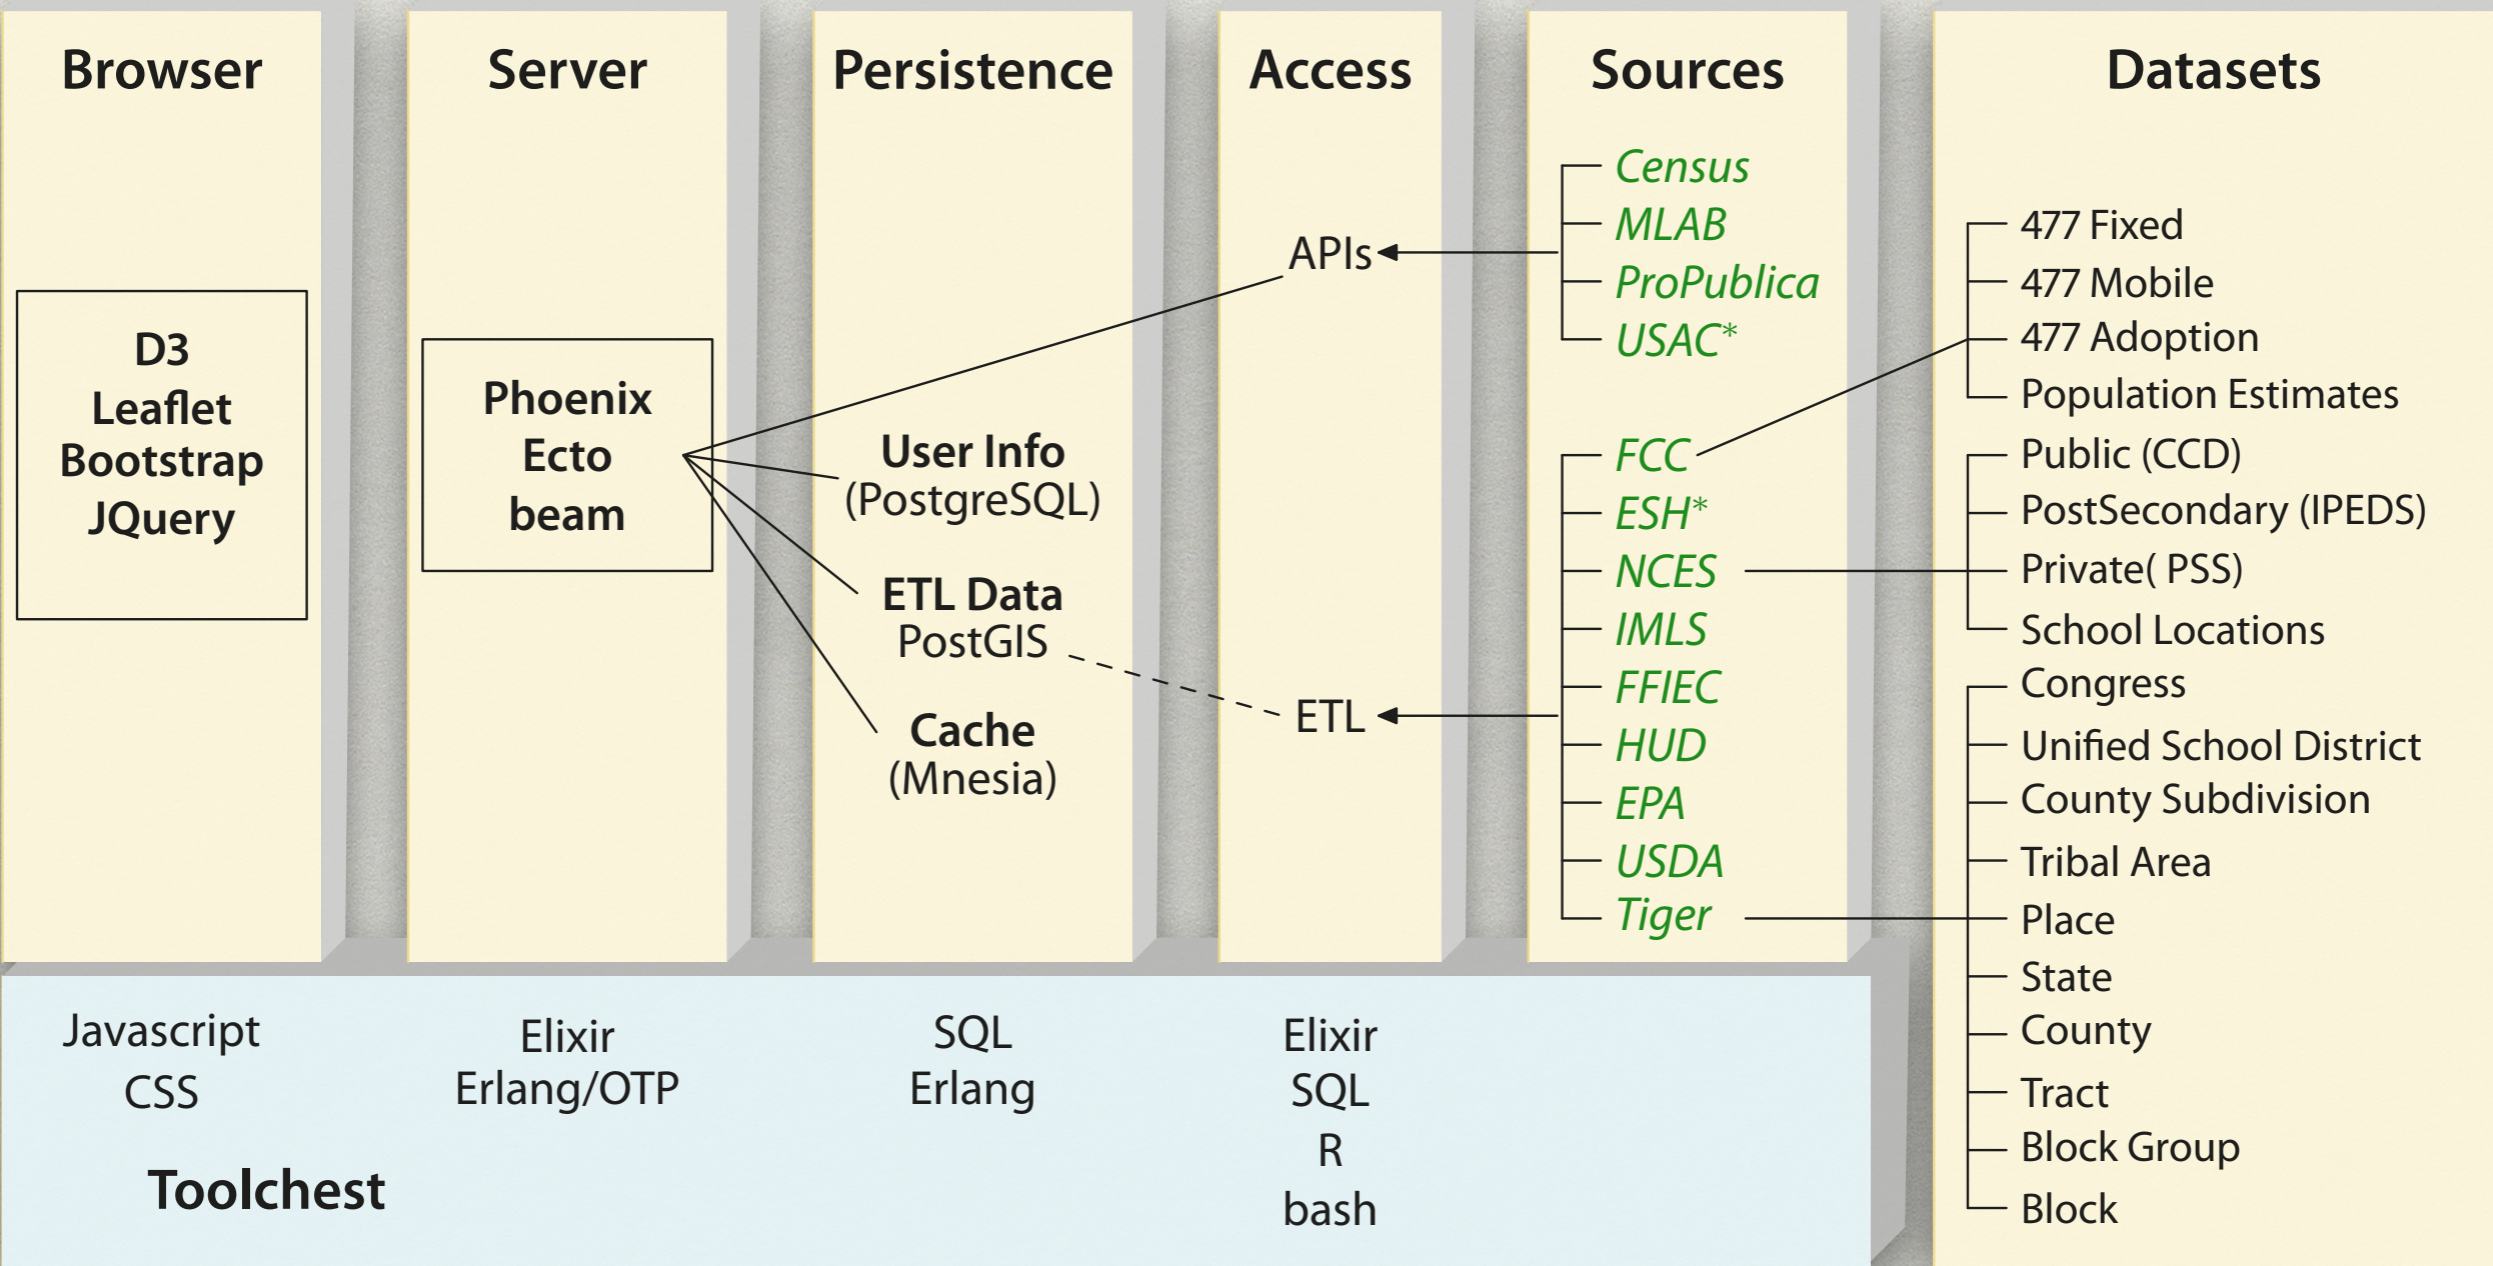 Browser
D3
Leaflet
Bootstrap
JQuery
Server
Phoenix
Ecto
beam
Persistence
User Info
(PostgreSQL)
ETL Data
PostGIS
Cache
(Mnesia)
Access
APIs
ETL
Sources
Census
MLAB
ProPublica
USAC*
FCC
ESH*
NCES
IMLS
FFIEC
HUD
EPA
USDA
Tiger
Datasets
477 Fixed
477 Mobile
477 Adoption
Population Estimates
Public (CCD)
PostSecondary (IPEDS)
Private( PSS)
School Locations
Congress
Unified School District
County Subdivision
Tribal Area
Place
State
County
Tract
Block Group
Block
Javascript
CSS
Elixir
Erlang/OTP
SQL
Erlang
Elixir
SQL
R
bash
Toolchest